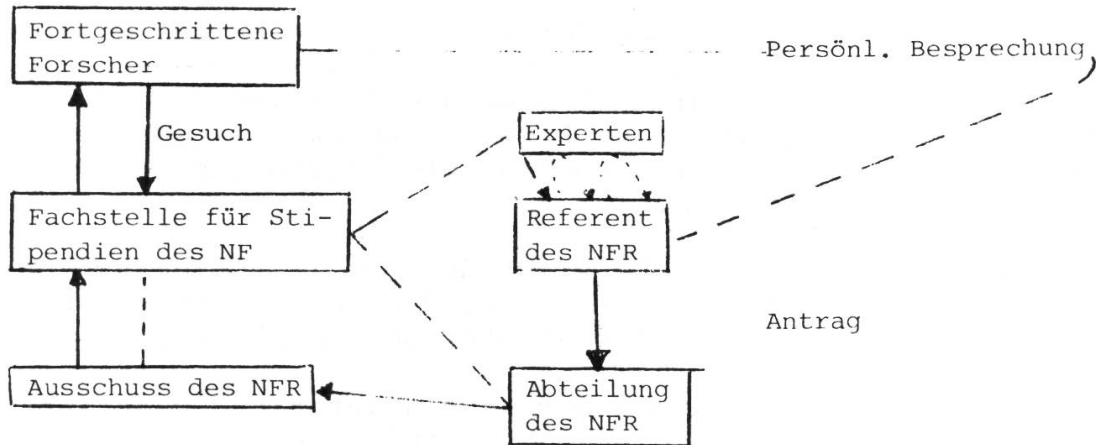 Fortgeschrittene
Forscher
Persönl. Besprechung
Gesuch
Experten
Fachstelle für Sti-
pendien des NF
Referent
des NFR
Antrag
Ausschuss des NFR
Abteilung
des NFR